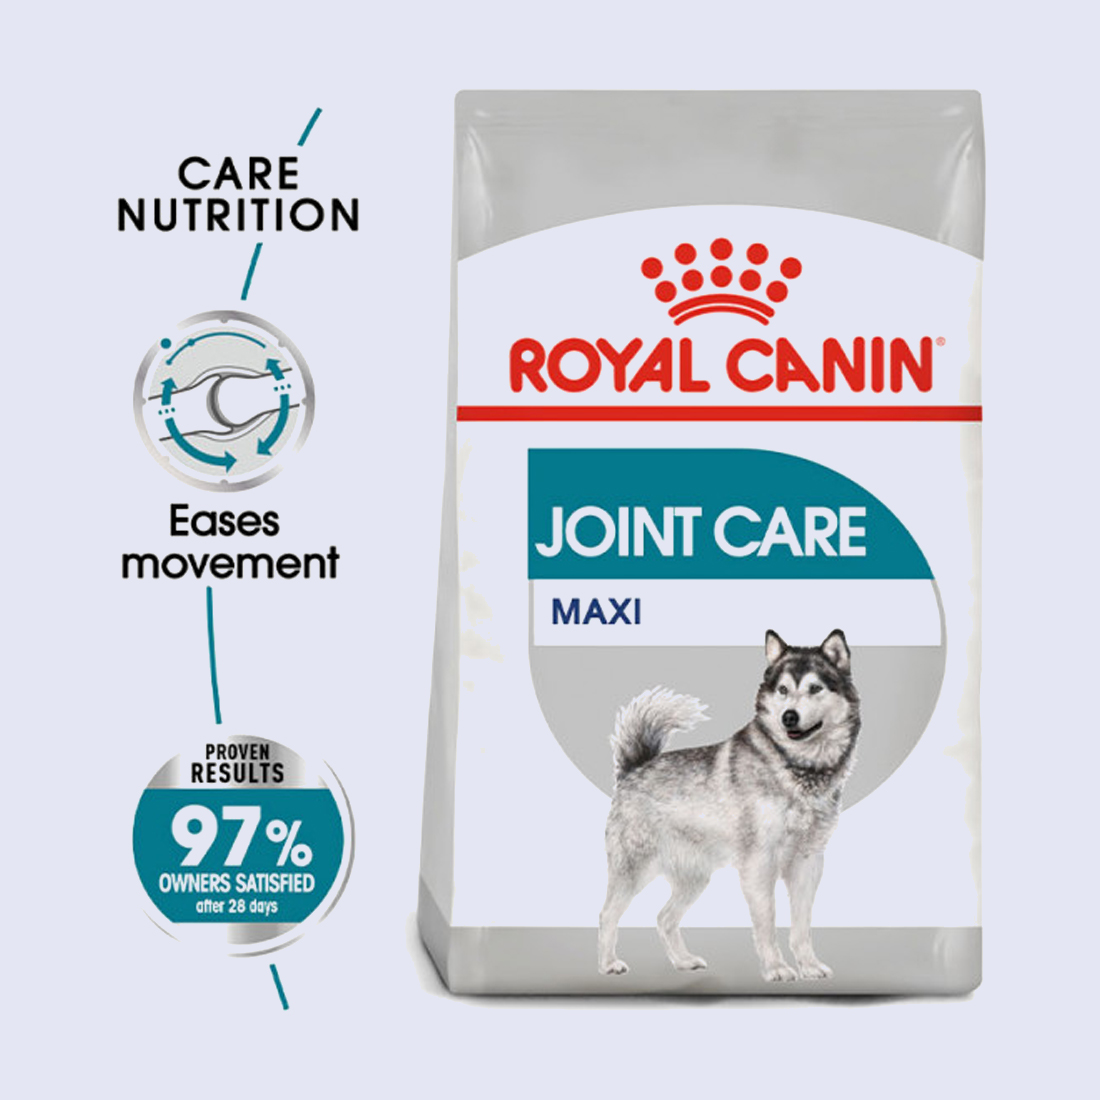 CARE
NUTRITION
Eases
movement
PROVEN
RESULTS
97%
OWNERS SATISFIED
after 28 days
ROYAL CANIN®
JOINT CARE
MAXI